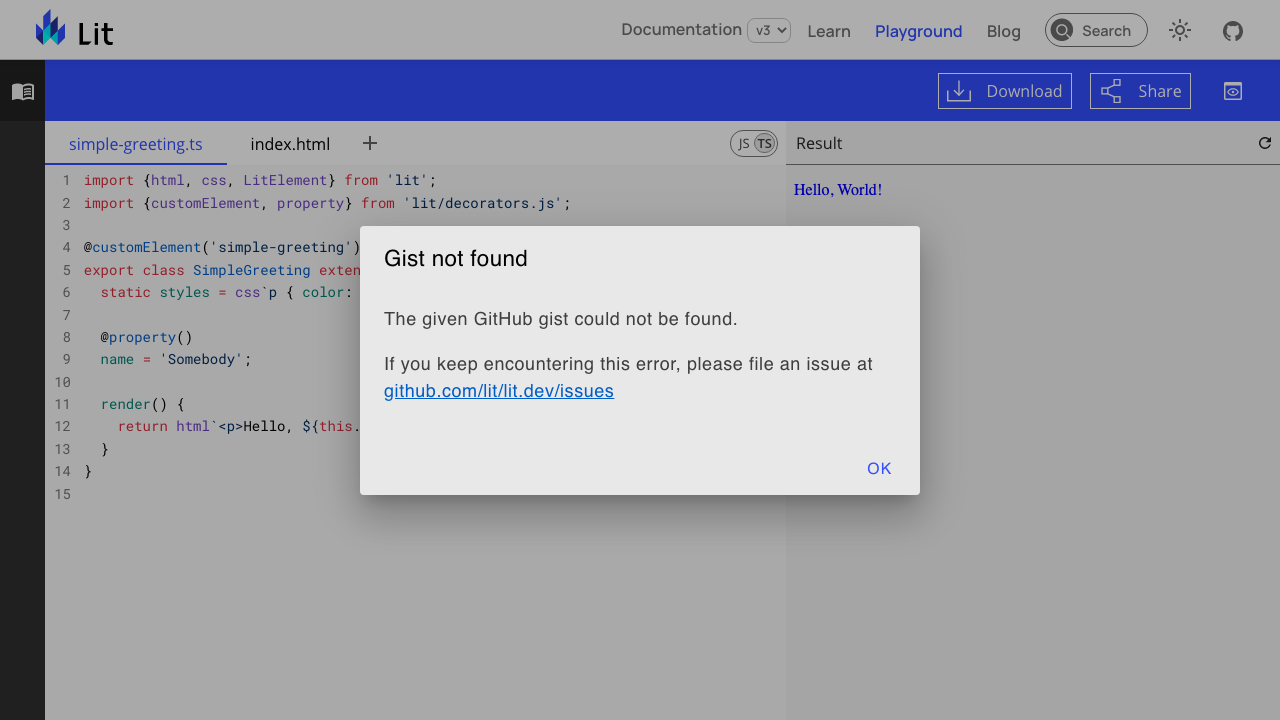 Lit
Documentation v3 Learn Playground Blog Search
Download Share
simple-greeting.ts index.html JS TS Result
1 import {html, css, LitElement} from 'lit';
2 import {customElement, property} from 'lit/decorators.js';
3
4 @customElement('simple-greeting')
5 export class SimpleGreeting exten
6 static styles = css`p { color:
7
8 @property()
9 name = 'Somebody';
10
11 render() {
12 return html`<p>Hello, ${this.
13 }
14 }
15
Hello, World!
Gist not found
The given GitHub gist could not be found.
If you keep encountering this error, please file an issue at
github.com/lit/lit.dev/issues
OK